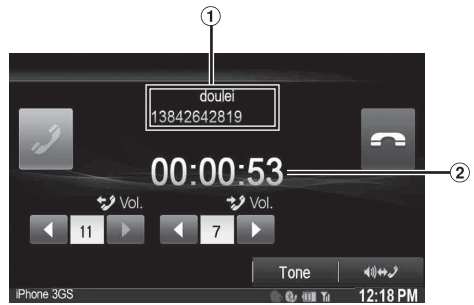 1
doulei
13842642819
00:00:53
2
Vol. Vol.
11 7
Tone
iPhone 3GS 12:18 PM